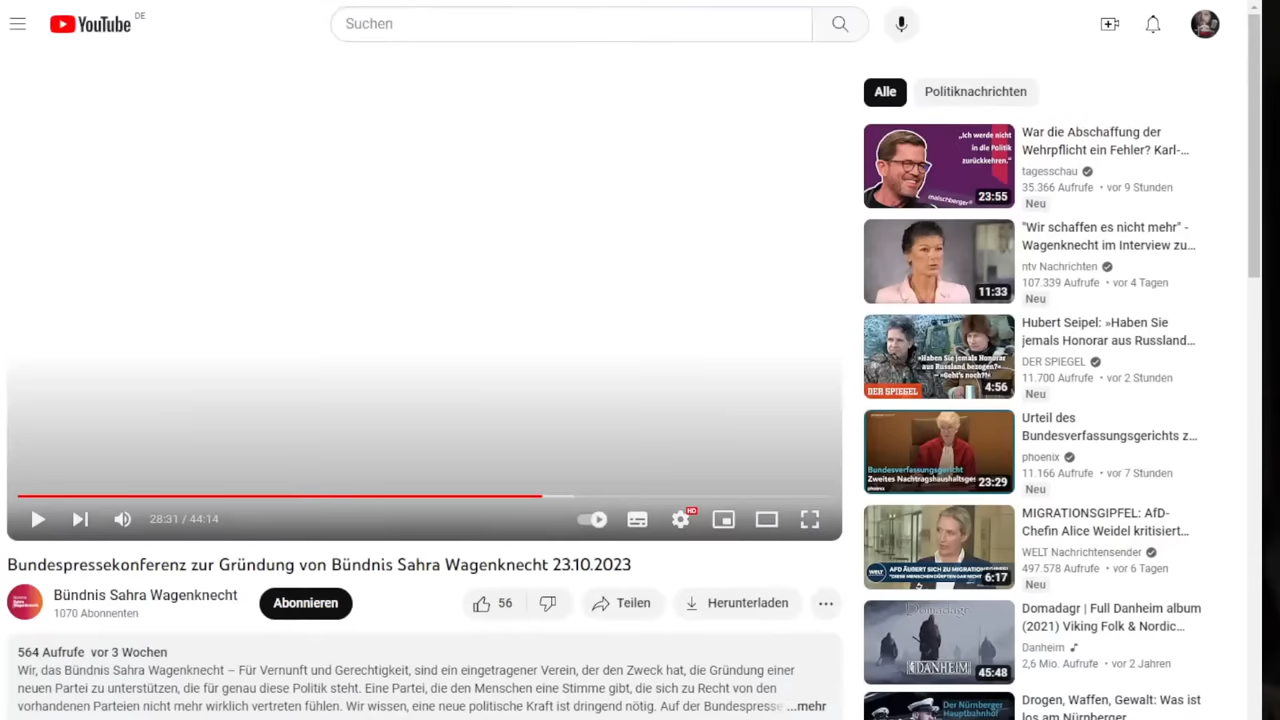 YouTube DE
Suchen
Alle
Politiknachrichten
„Ich werde nicht
in die Politik
zurückkehren."
maischberger
23:55
War die Abschaffung der
Wehrpflicht ein Fehler? Karl-...
tagesschau
35.366 Aufrufe • vor 9 Stunden
Neu
11:33
"Wir schaffen es nicht mehr" -
Wagenknecht im Interview zu...
ntv Nachrichten
107.339 Aufrufe • vor 4 Tagen
Neu
»Haben Sie jemals Honorar
aus Russland bezogen?«
– »Geht's noch?!«
DER SPIEGEL
4:56
Hubert Seipel: »Haben Sie
jemals Honorar aus Russland...
DER SPIEGEL
11.700 Aufrufe • vor 2 Stunden
Neu
Bundesverfassungsgericht
Zweites Nachtragshaushaltsge
phoenix
23:29
Urteil des
Bundesverfassungsgerichts z...
phoenix
11.166 Aufrufe • vor 7 Stunden
Neu
WELT
AFD ÄUßERT SICH ZU
6:17
MIGRATIONSGIPFEL: AfD-
Chefin Alice Weidel kritisiert...
WELT Nachrichtensender
497.578 Aufrufe • vor 6 Tagen
Neu
Domadagr
DANHEIM
45:48
Domadagr | Full Danheim album
(2021) Viking Folk & Nordic...
Danheim
2,6 Mio. Aufrufe • vor 2 Jahren
Der Nürnberger
Hauptbahnhof
Drogen, Waffen, Gewalt: Was ist
los am Nürnberger
28:31 / 44:14
HD
Bundespressekonferenz zur Gründung von Bündnis Sahra Wagenknecht 23.10.2023
Bündnis Sahra Wagenknecht
1070 Abonnenten
Abonnieren
56
Teilen
Herunterladen
564 Aufrufe vor 3 Wochen
Wir, das Bündnis Sahra Wagenknecht – Für Vernunft und Gerechtigkeit, sind ein eingetragener Verein, der den Zweck hat, die Gründung einer
neuen Partei zu unterstützen, die für genau diese Politik steht. Eine Partei, die den Menschen eine Stimme gibt, die sich zu Recht von den
vorhandenen Parteien nicht mehr wirklich vertreten fühlen. Wir wissen, eine neue politische Kraft ist dringend nötig. Auf der Bundespresse ...mehr